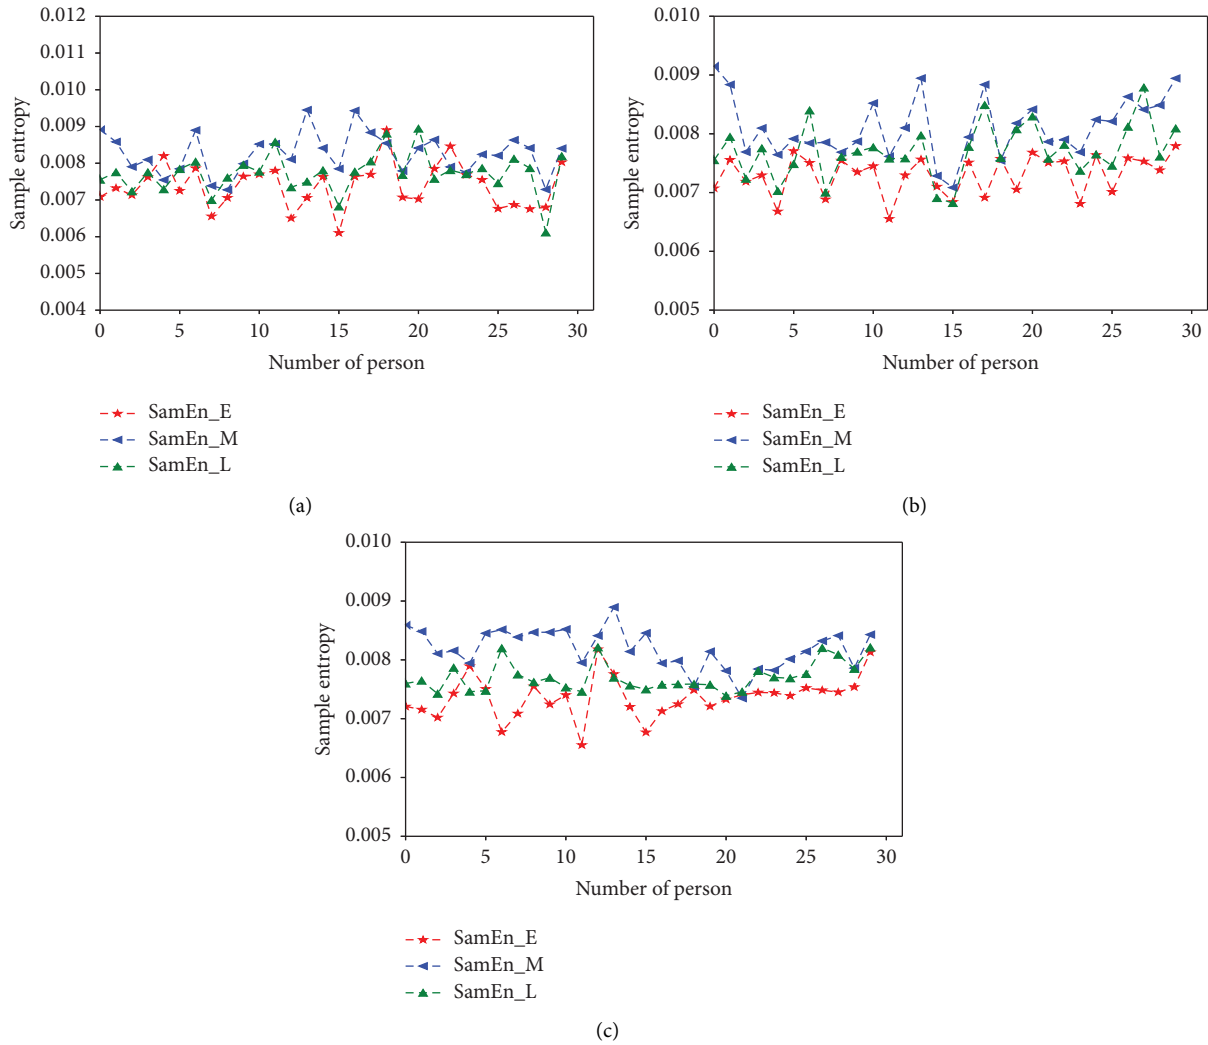 0.012
0.011
0.010
0.009
0.008
0.007
0.006
0.005
0.004
Sample entropy
0 5 10 15 20 25 30
Number of person
SamEn_E
SamEn_M
SamEn_L
(a)
0.010
0.009
0.008
0.007
0.006
0.005
Sample entropy
0 5 10 15 20 25 30
Number of person
SamEn_E
SamEn_M
SamEn_L
(b)
0.010
0.009
0.008
0.007
0.006
0.005
Sample entropy
0 5 10 15 20 25 30
Number of person
SamEn_E
SamEn_M
SamEn_L
(c)